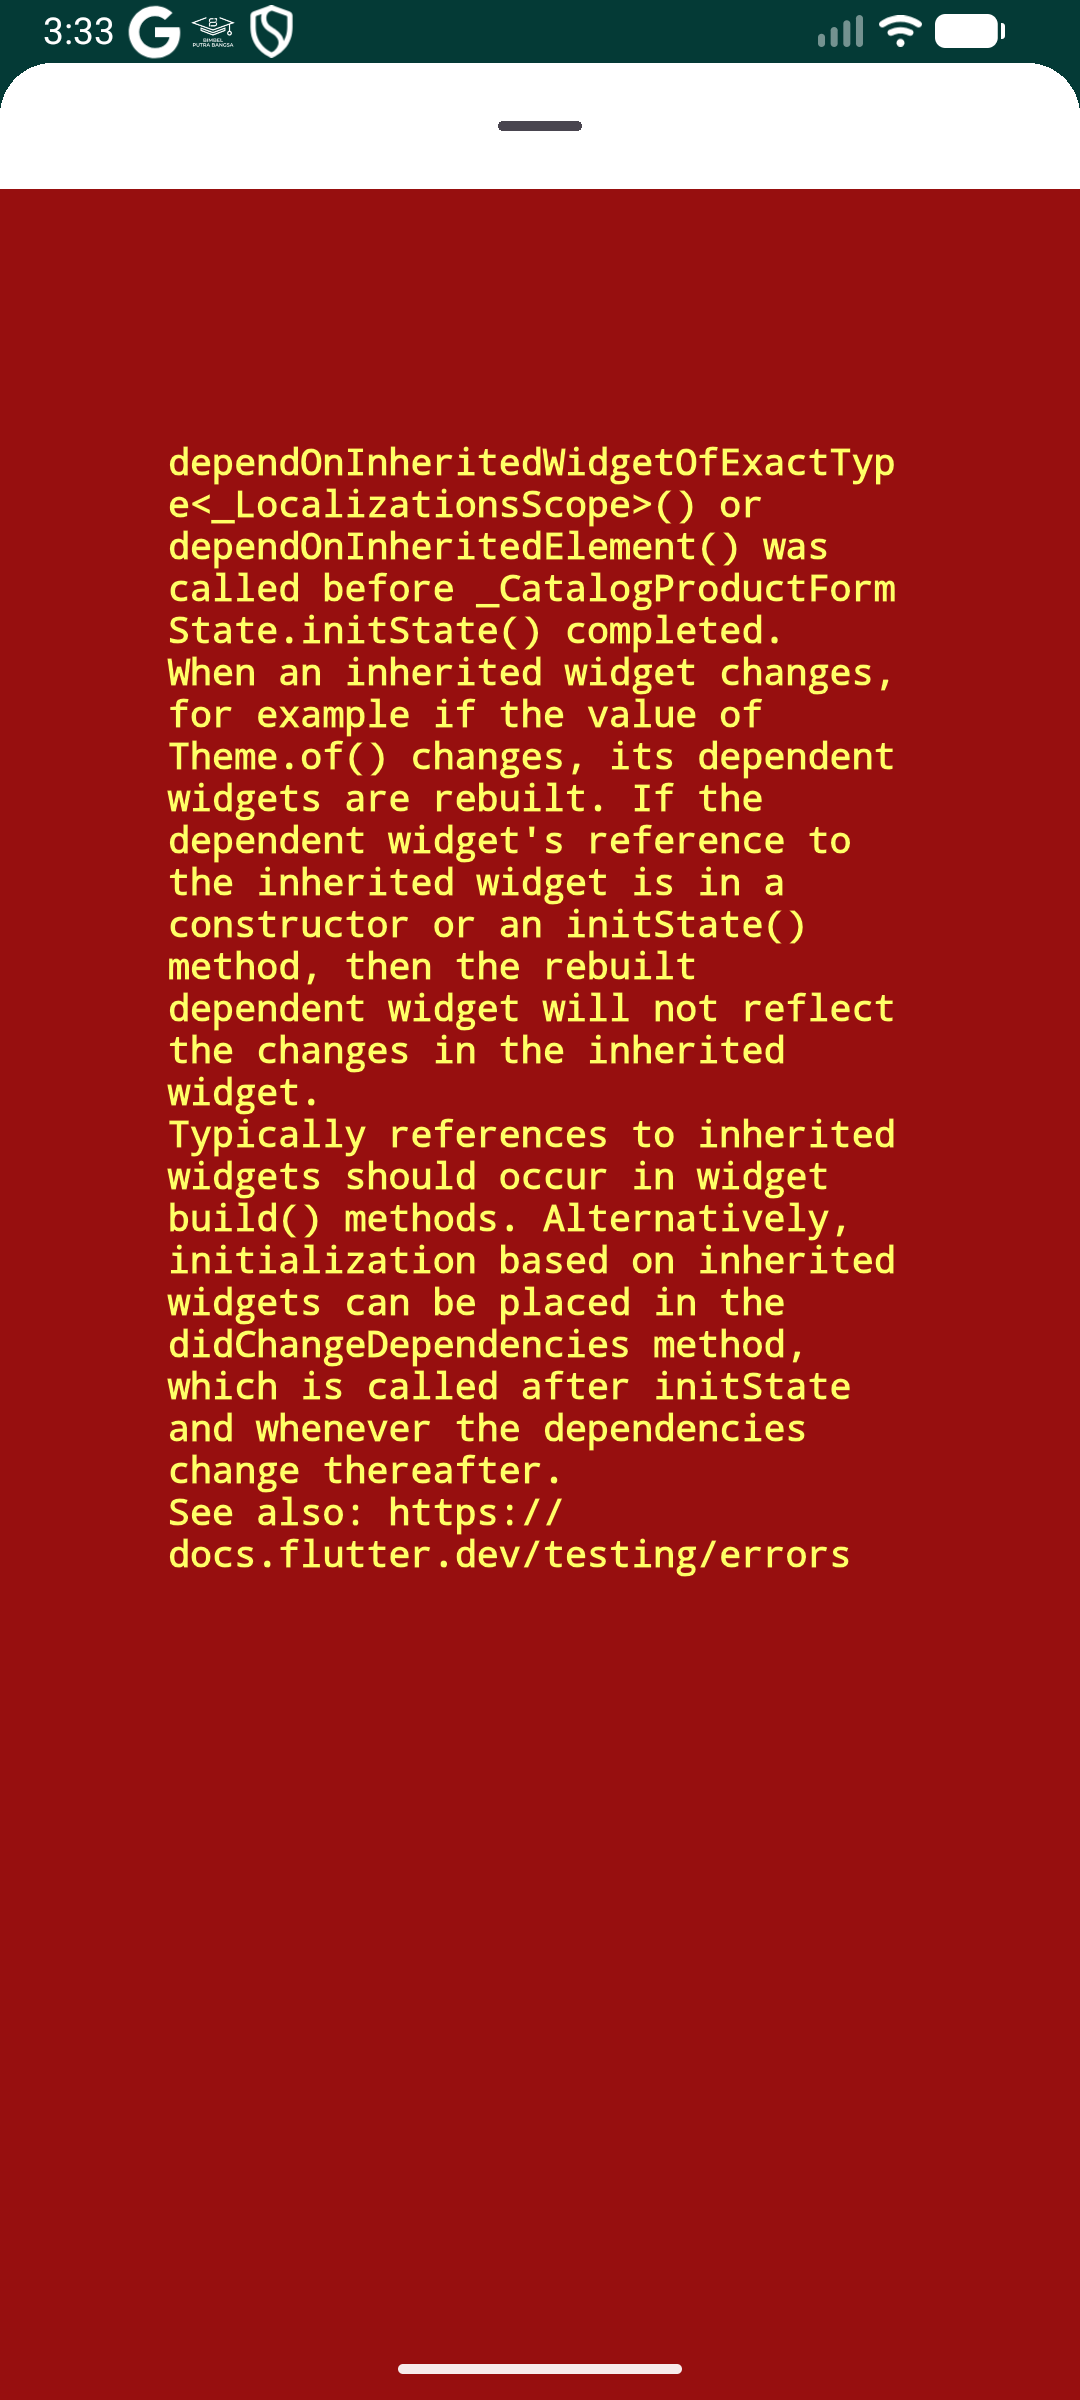 3:33
BIMBEL
PUTRA BANGSA
dependOnInheritedWidgetOfExactTyp
e<_LocalizationsScope>() or
dependOnInheritedElement() was
called before _CatalogProductForm
State.initState() completed.
When an inherited widget changes,
for example if the value of
Theme.of() changes, its dependent
widgets are rebuilt. If the
dependent widget's reference to
the inherited widget is in a
constructor or an initState()
method, then the rebuilt
dependent widget will not reflect
the changes in the inherited
widget.
Typically references to inherited
widgets should occur in widget
build() methods. Alternatively,
initialization based on inherited
widgets can be placed in the
didChangeDependencies method,
which is called after initState
and whenever the dependencies
change thereafter.
See also: https://
docs.flutter.dev/testing/errors